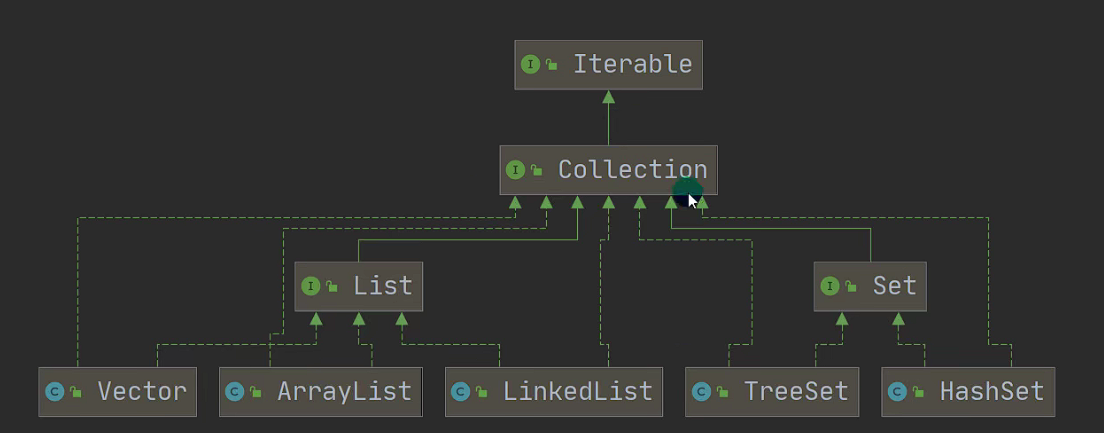 I Iterable
I Collection
I List
I Set
C Vector
C ArrayList
C LinkedList
C TreeSet
C HashSet